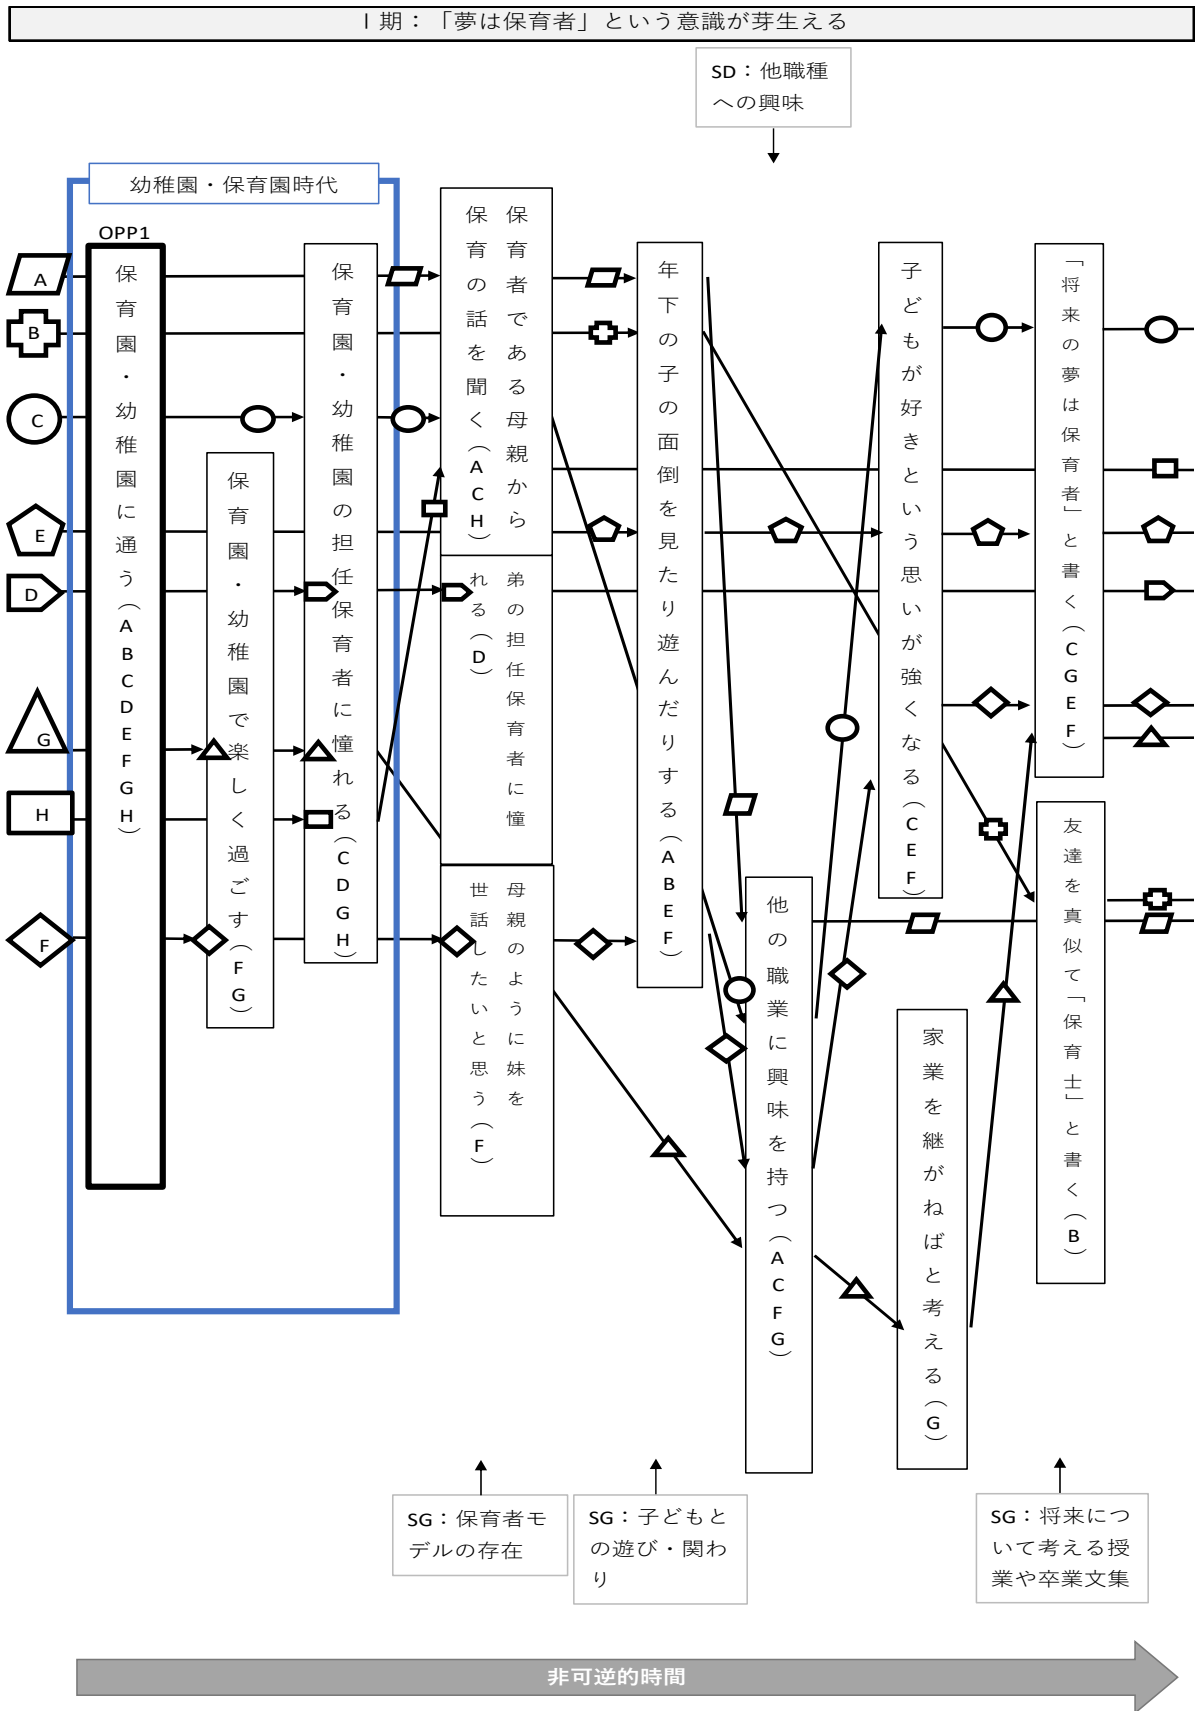 Ⅰ期：「夢は保育者」という意識が芽生える
SD：他職種
への興味
幼稚園・保育園時代
OPP1
A
B
C
E
D
G
H
F
保育園・幼稚園に通う（ABCDEFGH）
保育園・幼稚園で楽しく過ごす（FG）
保育園・幼稚園の担任保育者に憧れる（CDGH）
保育者である母親から
保育の話を聞く（ACH）
弟の担任保育者に憧
れる（D）
母親のように妹を
世話したいと思う（F）
年下の子の面倒を見たり遊んだりする（ABEF）
他の職業に興味を持つ（ACFG）
子どもが好きという思いが強くなる（CEF）
家業を継がねばと考える（G）
「将来の夢は保育者」と書く（CGEF）
友達を真似て「保育士」と書く（B）
SG：保育者モ
デルの存在
SG：子どもと
の遊び・関わ
り
SG：将来につ
いて考える授
業や卒業文集
非可逆的時間